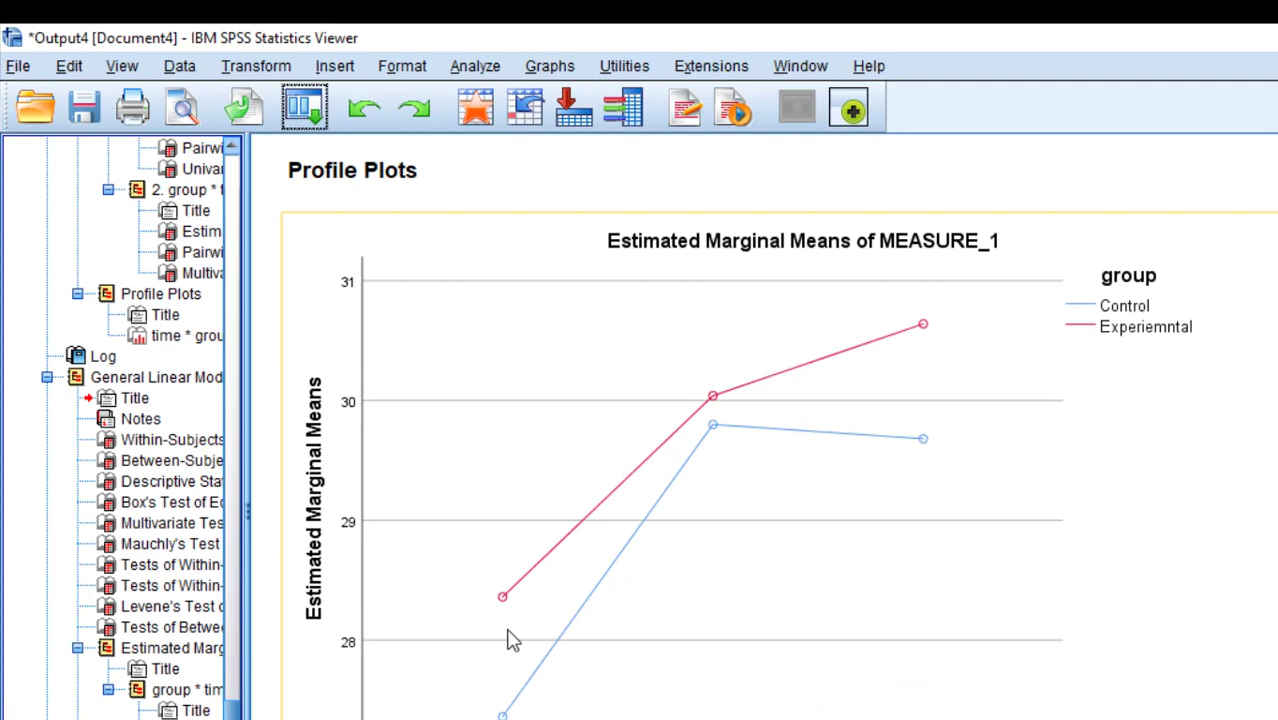 *Output4 [Document4] - IBM SPSS Statistics Viewer
File Edit View Data Transform Insert Format Analyze Graphs Utilities Extensions Window Help
Pairwi
Univar
2. group * t
Title
Estim
Pairwi
Multiva
Profile Plots
Title
time * grou
Log
General Linear Mod
Title
Notes
Within-Subjects
Between-Subje
Descriptive Stat
Box's Test of Eq
Multivariate Tes
Mauchly's Test
Tests of Within-
Tests of Within-
Levene's Test o
Tests of Betwee
Estimated Marg
Title
group * tim
Title
Profile Plots
Estimated Marginal Means of MEASURE_1
group
Control
Experiemntal
Estimated Marginal Means
31
30
29
28